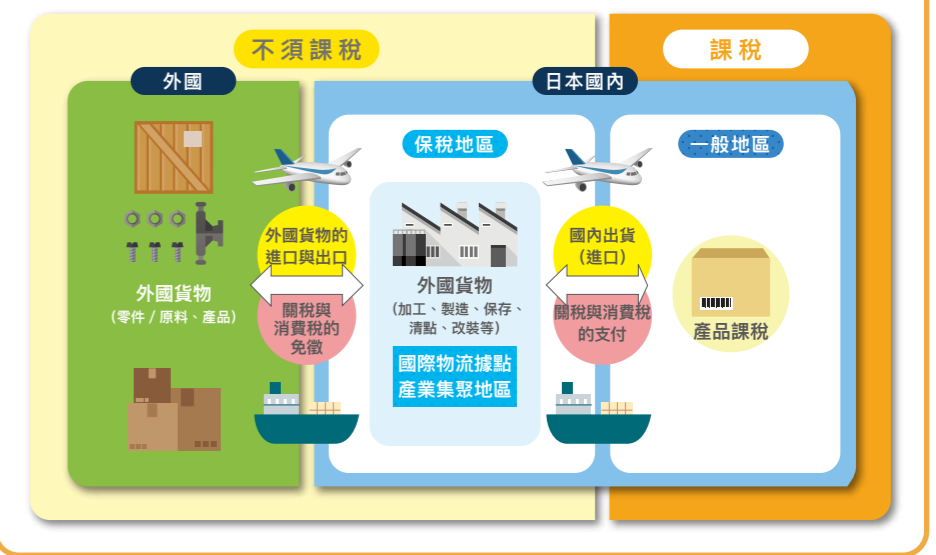 不須課稅
課稅
外國
日本國內
保稅地區
一般地區
外國貨物的
進口與出口
關稅與
消費稅的
免徵
外國貨物
（零件 / 原料、產品）
外國貨物
（加工、製造、保存、
清點、改裝等）
國際物流據點
產業集聚地區
國內出貨
（進口）
關稅與消費稅
的支付
產品課稅